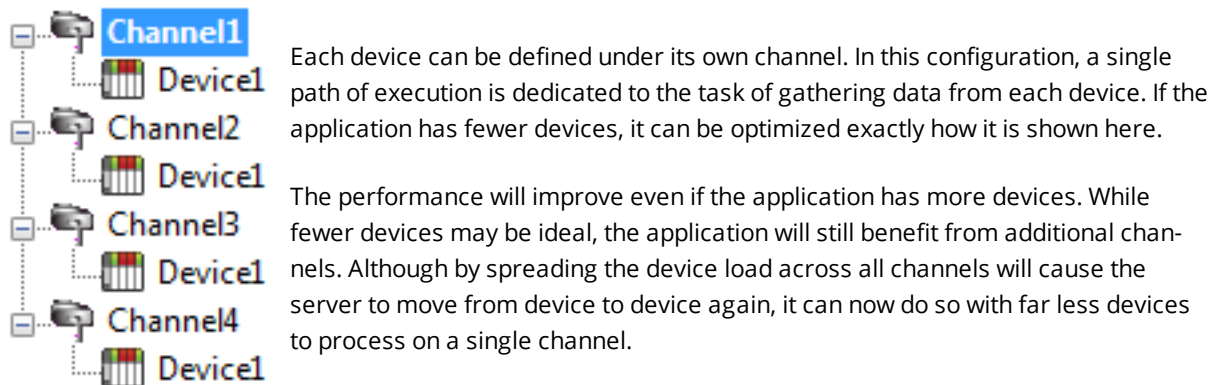 Channel1
Device1
Channel2
Device1
Channel3
Device1
Channel4
Device1
Each device can be defined under its own channel. In this configuration, a single
path of execution is dedicated to the task of gathering data from each device. If the
application has fewer devices, it can be optimized exactly how it is shown here.
The performance will improve even if the application has more devices. While
fewer devices may be ideal, the application will still benefit from additional chan-
nels. Although by spreading the device load across all channels will cause the
server to move from device to device again, it can now do so with far less devices
to process on a single channel.